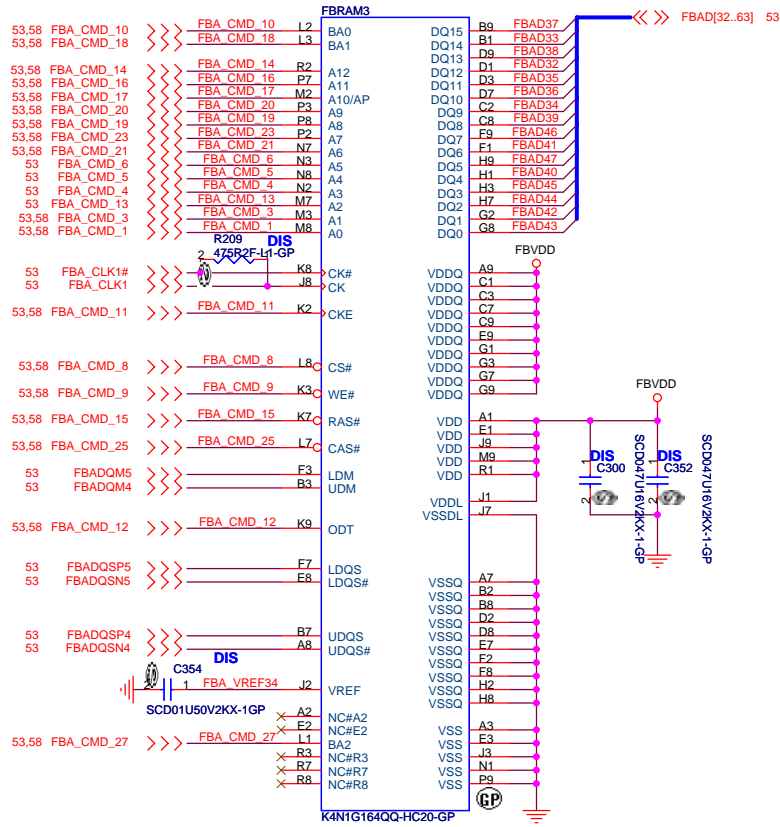 FBRAM3
53,58 FBA_CMD_10 FBA_CMD_10 L2 BA0 DQ15 B9 FBAD37 FBAD[32..63] 53
53,58 FBA_CMD_18 FBA_CMD_18 L3 BA1 DQ14 B1 FBAD33
DQ13 D9 FBAD38
53,58 FBA_CMD_14 FBA_CMD_14 R2 A12 DQ12 D1 FBAD32
53,58 FBA_CMD_16 FBA_CMD_16 P7 A11 DQ11 D3 FBAD35
53,58 FBA_CMD_17 FBA_CMD_17 M2 A10/AP DQ10 D7 FBAD36
53,58 FBA_CMD_20 FBA_CMD_20 P3 A9 DQ9 C2 FBAD34
53,58 FBA_CMD_19 FBA_CMD_19 P8 A8 DQ8 C8 FBAD39
53,58 FBA_CMD_23 FBA_CMD_23 P2 A7 DQ7 F9 FBAD46
53,58 FBA_CMD_21 FBA_CMD_21 N7 A6 DQ6 F1 FBAD41
53 FBA_CMD_6 FBA_CMD_6 N3 A5 DQ5 H9 FBAD47
53 FBA_CMD_5 FBA_CMD_5 N8 A4 DQ4 H1 FBAD40
53 FBA_CMD_4 FBA_CMD_4 N2 A3 DQ3 H3 FBAD45
53 FBA_CMD_13 FBA_CMD_13 M7 A2 DQ2 H7 FBAD44
53,58 FBA_CMD_3 FBA_CMD_3 M3 A1 DQ1 G2 FBAD42
53,58 FBA_CMD_1 FBA_CMD_1 M8 A0 DQ0 G8 FBAD43
R209 DIS
2 475R2F-L1-GP 1
FBVDD
53 FBA_CLK1# K8 CK# VDDQ A9
53 FBA_CLK1 J8 CK VDDQ C1
VDDQ C3
53,58 FBA_CMD_11 FBA_CMD_11 K2 CKE VDDQ C7
VDDQ C9
VDDQ E9
VDDQ G1
53,58 FBA_CMD_8 FBA_CMD_8 L8 CS# VDDQ G3
VDDQ G7
53,58 FBA_CMD_9 FBA_CMD_9 K3 WE# VDDQ G9
FBVDD
53,58 FBA_CMD_15 FBA_CMD_15 K7 RAS# VDD A1
VDD E1
53,58 FBA_CMD_25 FBA_CMD_25 L7 CAS# VDD J9
VDD M9
53 FBADQM5 F3 LDM VDD R1
53 FBADQM4 B3 UDM
DIS 1 C300 2 SCD047U16V2KX-1-GP
DIS 1 C352 2 SCD047U16V2KX-1-GP
VDDL J1
VSSDL J7
53,58 FBA_CMD_12 FBA_CMD_12 K9 ODT
53 FBADQSP5 F7 LDQS
53 FBADQSN5 E8 LDQS# VSSQ A7
VSSQ B2
VSSQ B8
VSSQ D2
53 FBADQSP4 B7 UDQS VSSQ D8
53 FBADQSN4 A8 UDQS# VSSQ E7
VSSQ F2
VSSQ F8
VSSQ H2
VSSQ H8
DIS
2 C354 1 FBA_VREF34 J2 VREF
SCD01U50V2KX-1GP
A2 NC#A2 VSS A3
E2 NC#E2 VSS E3
53,58 FBA_CMD_27 FBA_CMD_27 L1 BA2 VSS J3
R3 NC#R3 VSS N1
R7 NC#R7 VSS P9
R8 NC#R8
GP
K4N1G164QQ-HC20-GP